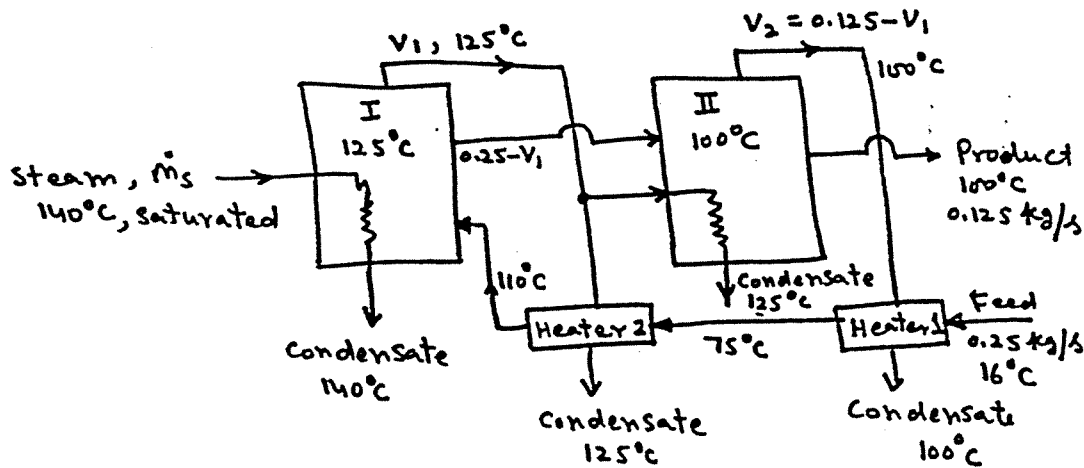 V₁, 125°C
V₂ = 0.125-V₁
100°C
I
125°C
II
100°C
0.25-V₁
Steam, ṁs
140°C, saturated
Product
100°C
0.125 kg/s
110°C
Condensate
125°C
Feed
Heater 2
75°C
Heater 1
0.25 kg/s
16°C
Condensate
140°C
Condensate
125°C
Condensate
100°C